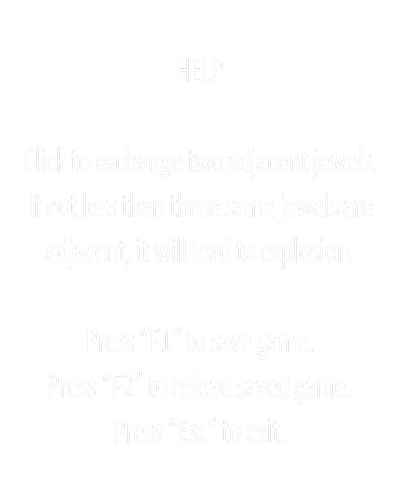 HELP
Click to exchange two adjacent jewels.
If not less than three same jewels are
adjacent, it will lead to explosion.
Press "F1" to save game.
Press "F2" to reload saved game.
Press "Esc" to exit.